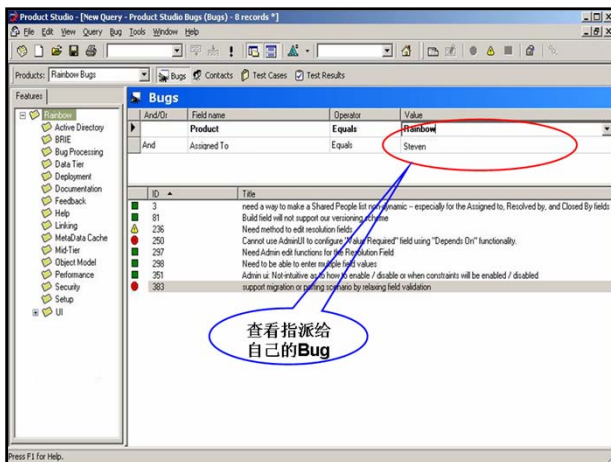 Product Studio - [New Query - Product Studio Bugs (Bugs) - 8 records *]
File Edit View Query Bug Tools Window Help
Products: Rainbow Bugs Bugs Contacts Test Cases Test Results
Features
Rainbow
Active Directory
BRIE
Bug Processing
Data Tier
Deployment
Documentation
Feedback
Help
Linking
MetaData Cache
Mid-Tier
Object Model
Performance
Security
Setup
UI
Bugs
And/Or Field name Operator Value
Product Equals Rainbow
And Assigned To Equals Steven
ID Title
3 need a way to make a Shared People list non-dynamic -- especially for the Assigned to, Resolved by, and Closed By fields
81 Build field will not support our versioning scheme
236 Need method to edit resolution fields
250 Cannot use AdminUI to configure "Value Required" field using "Depends On" functionality.
297 Need Admin edit functions for the Resolution Field
298 Need to be able to enter multiple field values
351 Admin ui: Not-intuitive as to how to enable / disable or when constraints will be enabled / disabled
383 support migration or porting scenario by relaxing field validation
查看指派给
自己的Bug
Press F1 for Help.